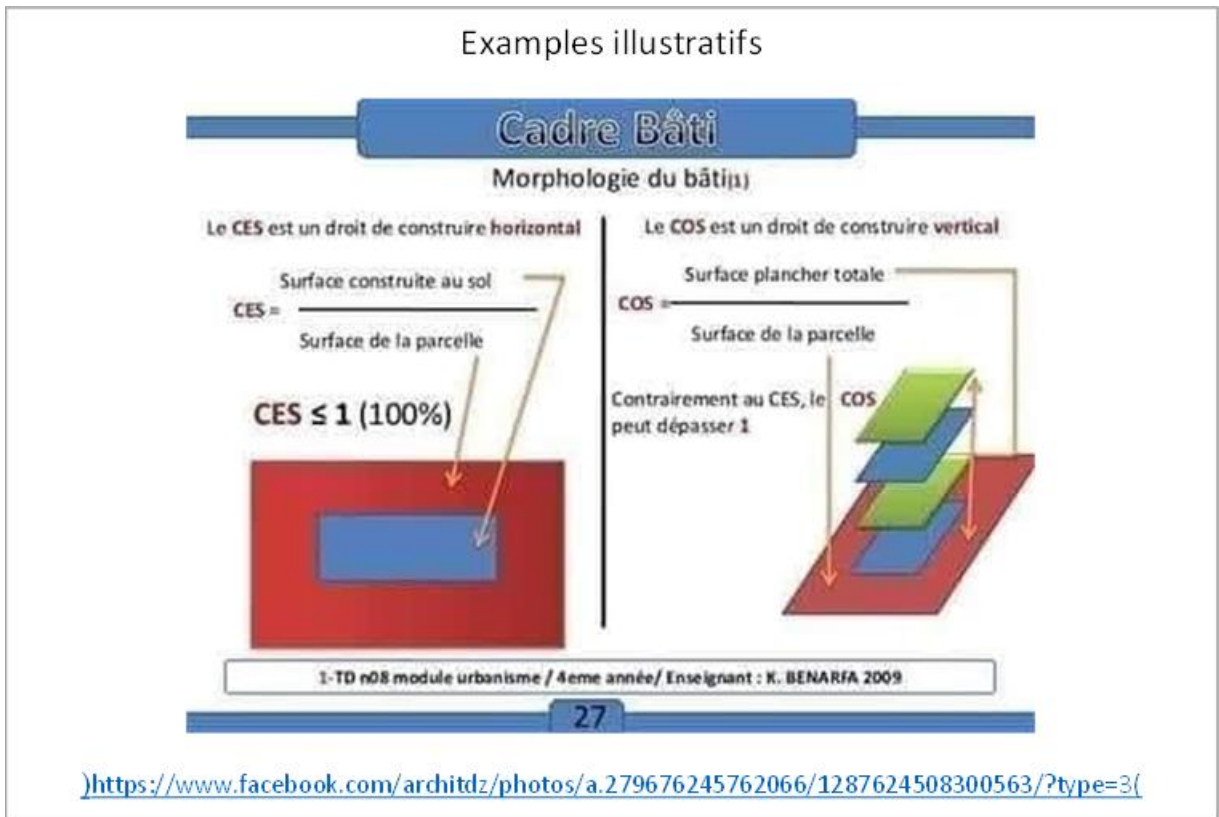 Examples illustratifs
Cadre Bâti
Morphologie du bâti(1)
Le CES est un droit de construire horizontal
Surface construite au sol
CES =
Surface de la parcelle
CES ≤ 1 (100%)
Le COS est un droit de construire vertical
Surface plancher totale
COS =
Surface de la parcelle
Contrairement au CES, le COS
peut dépasser 1
1-TD n08 module urbanisme / 4eme année/ Enseignant : K. BENARFA 2009
27
)https://www.facebook.com/architdz/photos/a.279676245762066/1287624508300563/?type=3(